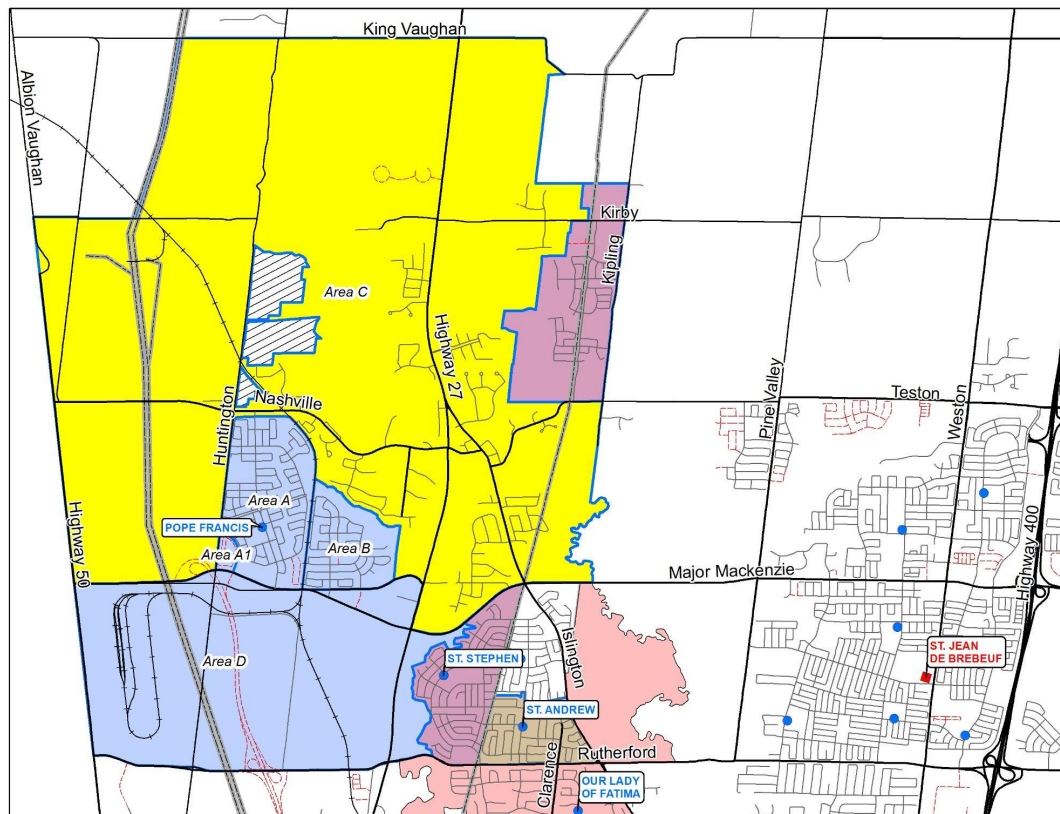 King Vaughan
Albion Vaughan
Kirby
Kipling
Area C
Highway 27
Nashville
Huntington
Teston
Pine Valley
Weston
Area A
POPE FRANCIS
Area B
Area A1
Highway 50
Highway 400
Major Mackenzie
Area D
Islington
ST. STEPHEN
ST. JEAN
DE BREBEUF
ST. ANDREW
Rutherford
Clarence
OUR LADY
OF FATIMA